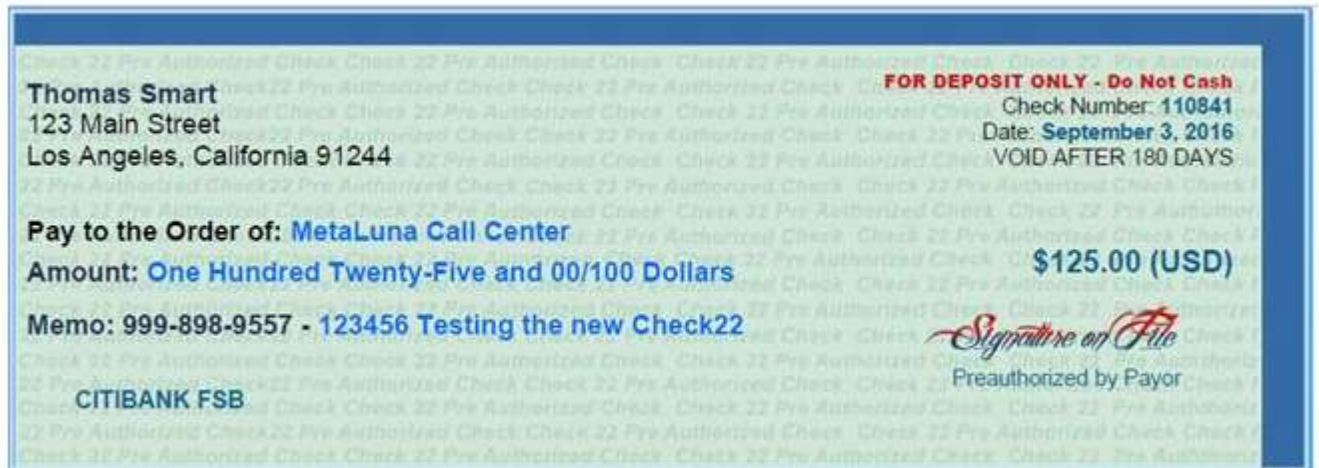 Thomas Smart
123 Main Street
Los Angeles, California 91244
FOR DEPOSIT ONLY - Do Not Cash
Check Number: 110841
Date: September 3, 2016
VOID AFTER 180 DAYS
Pay to the Order of: MetaLuna Call Center
Amount: One Hundred Twenty-Five and 00/100 Dollars
$125.00 (USD)
Memo: 999-898-9557 - 123456 Testing the new Check22
Signature on File
Preauthorized by Payor
CITIBANK FSB